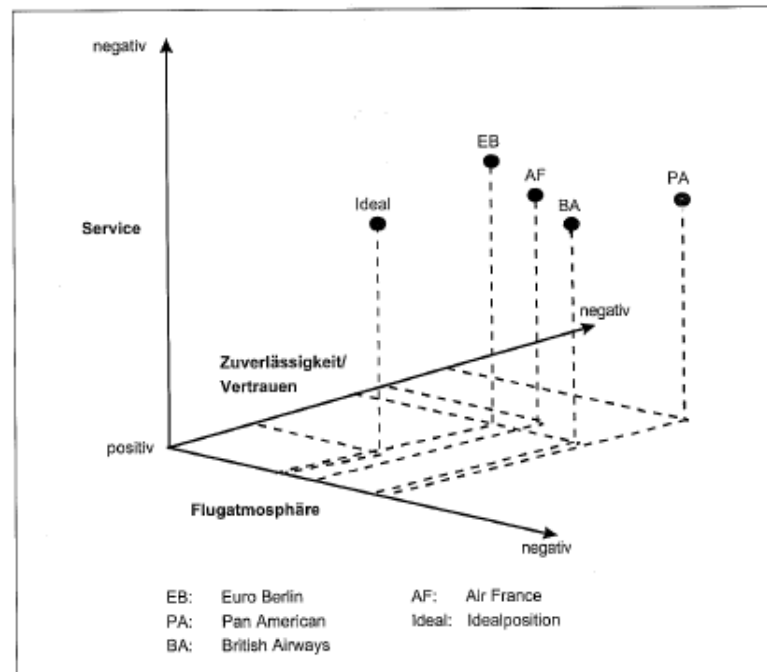 negativ
EB
AF
PA
Ideal
BA
Service
negativ
Zuverlässigkeit/
Vertrauen
positiv
Flugatmosphäre
negativ
EB: Euro Berlin AF: Air France
PA: Pan American Ideal: Idealposition
BA: British Airways